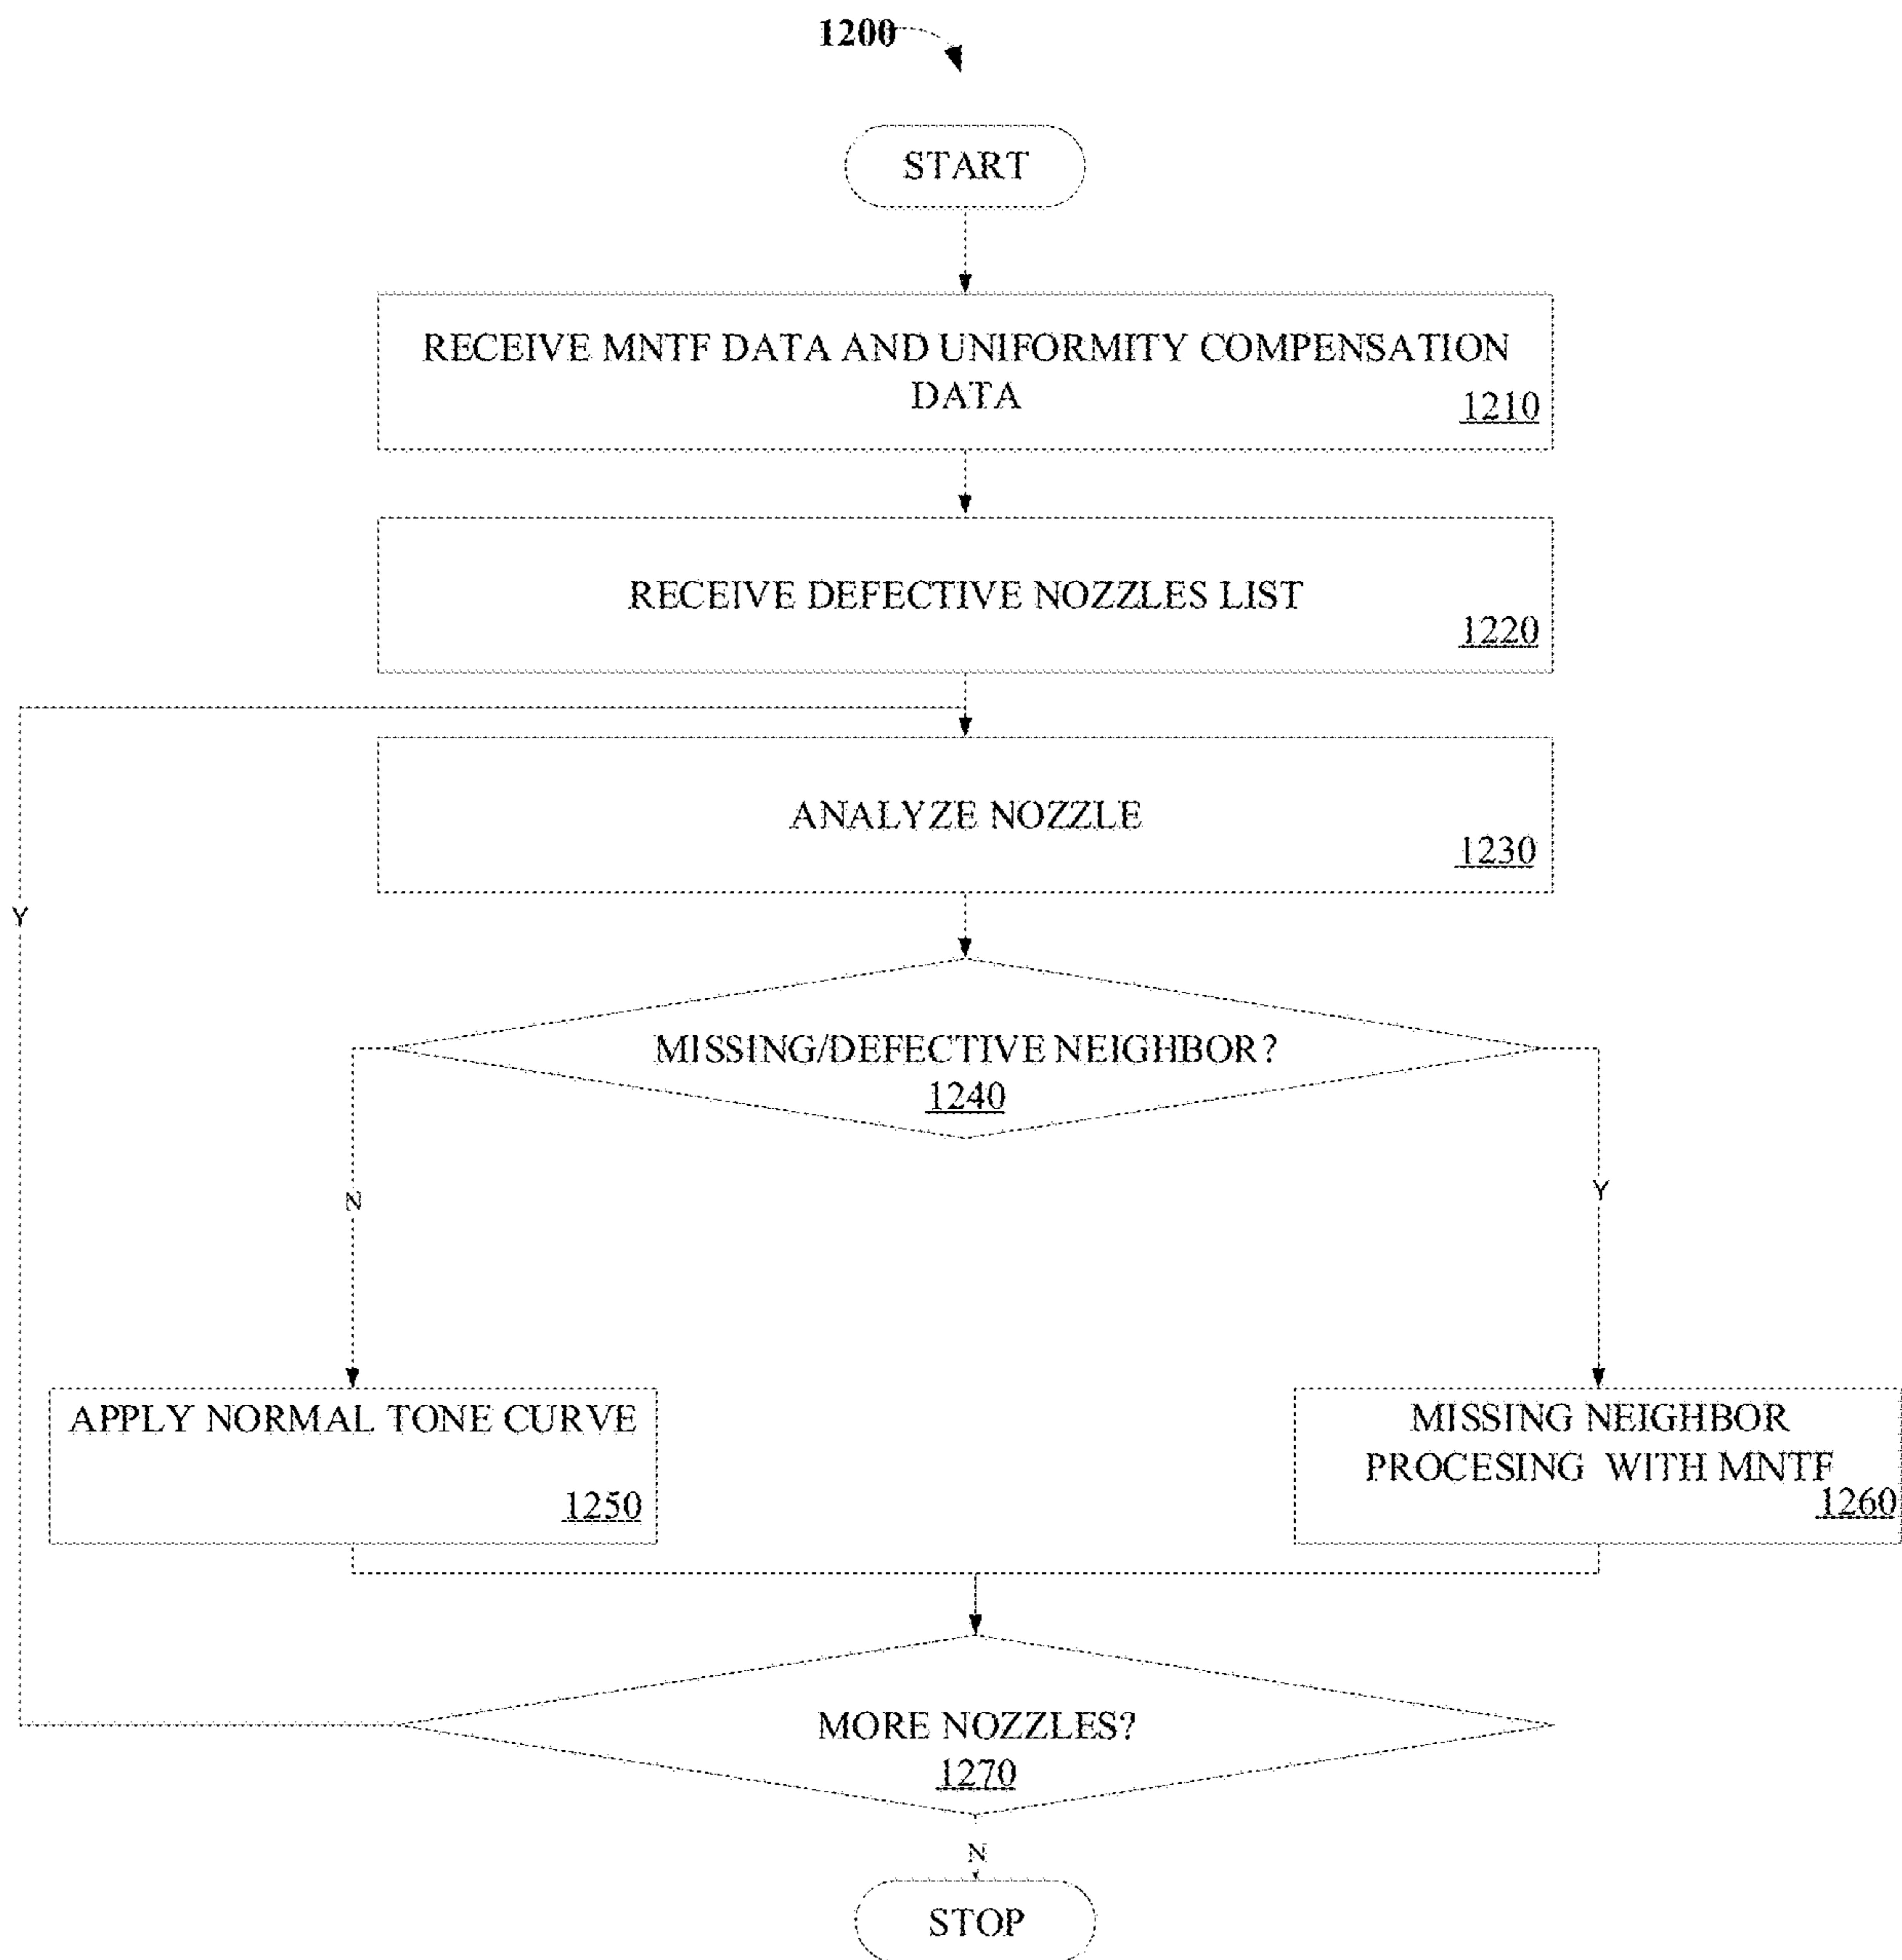 1200
START
RECEIVE MNTF DATA AND UNIFORMITY COMPENSATION
DATA
1210
RECEIVE DEFECTIVE NOZZLES LIST
1220
ANALYZE NOZZLE
1230
Y
MISSING/DEFECTIVE NEIGHBOR?
1240
N
Y
APPLY NORMAL TONE CURVE
1250
MISSING NEIGHBOR
PROCESING WITH MNTF
1260
MORE NOZZLES?
1270
N
STOP